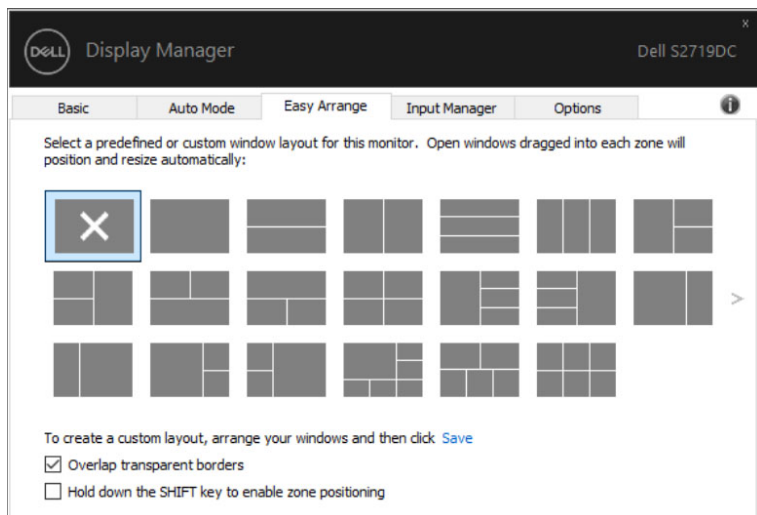 x
DELL Display Manager Dell S2719DC
Basic Auto Mode Easy Arrange Input Manager Options i
Select a predefined or custom window layout for this monitor. Open windows dragged into each zone will
position and resize automatically:
>
To create a custom layout, arrange your windows and then click Save
Overlap transparent borders
Hold down the SHIFT key to enable zone positioning